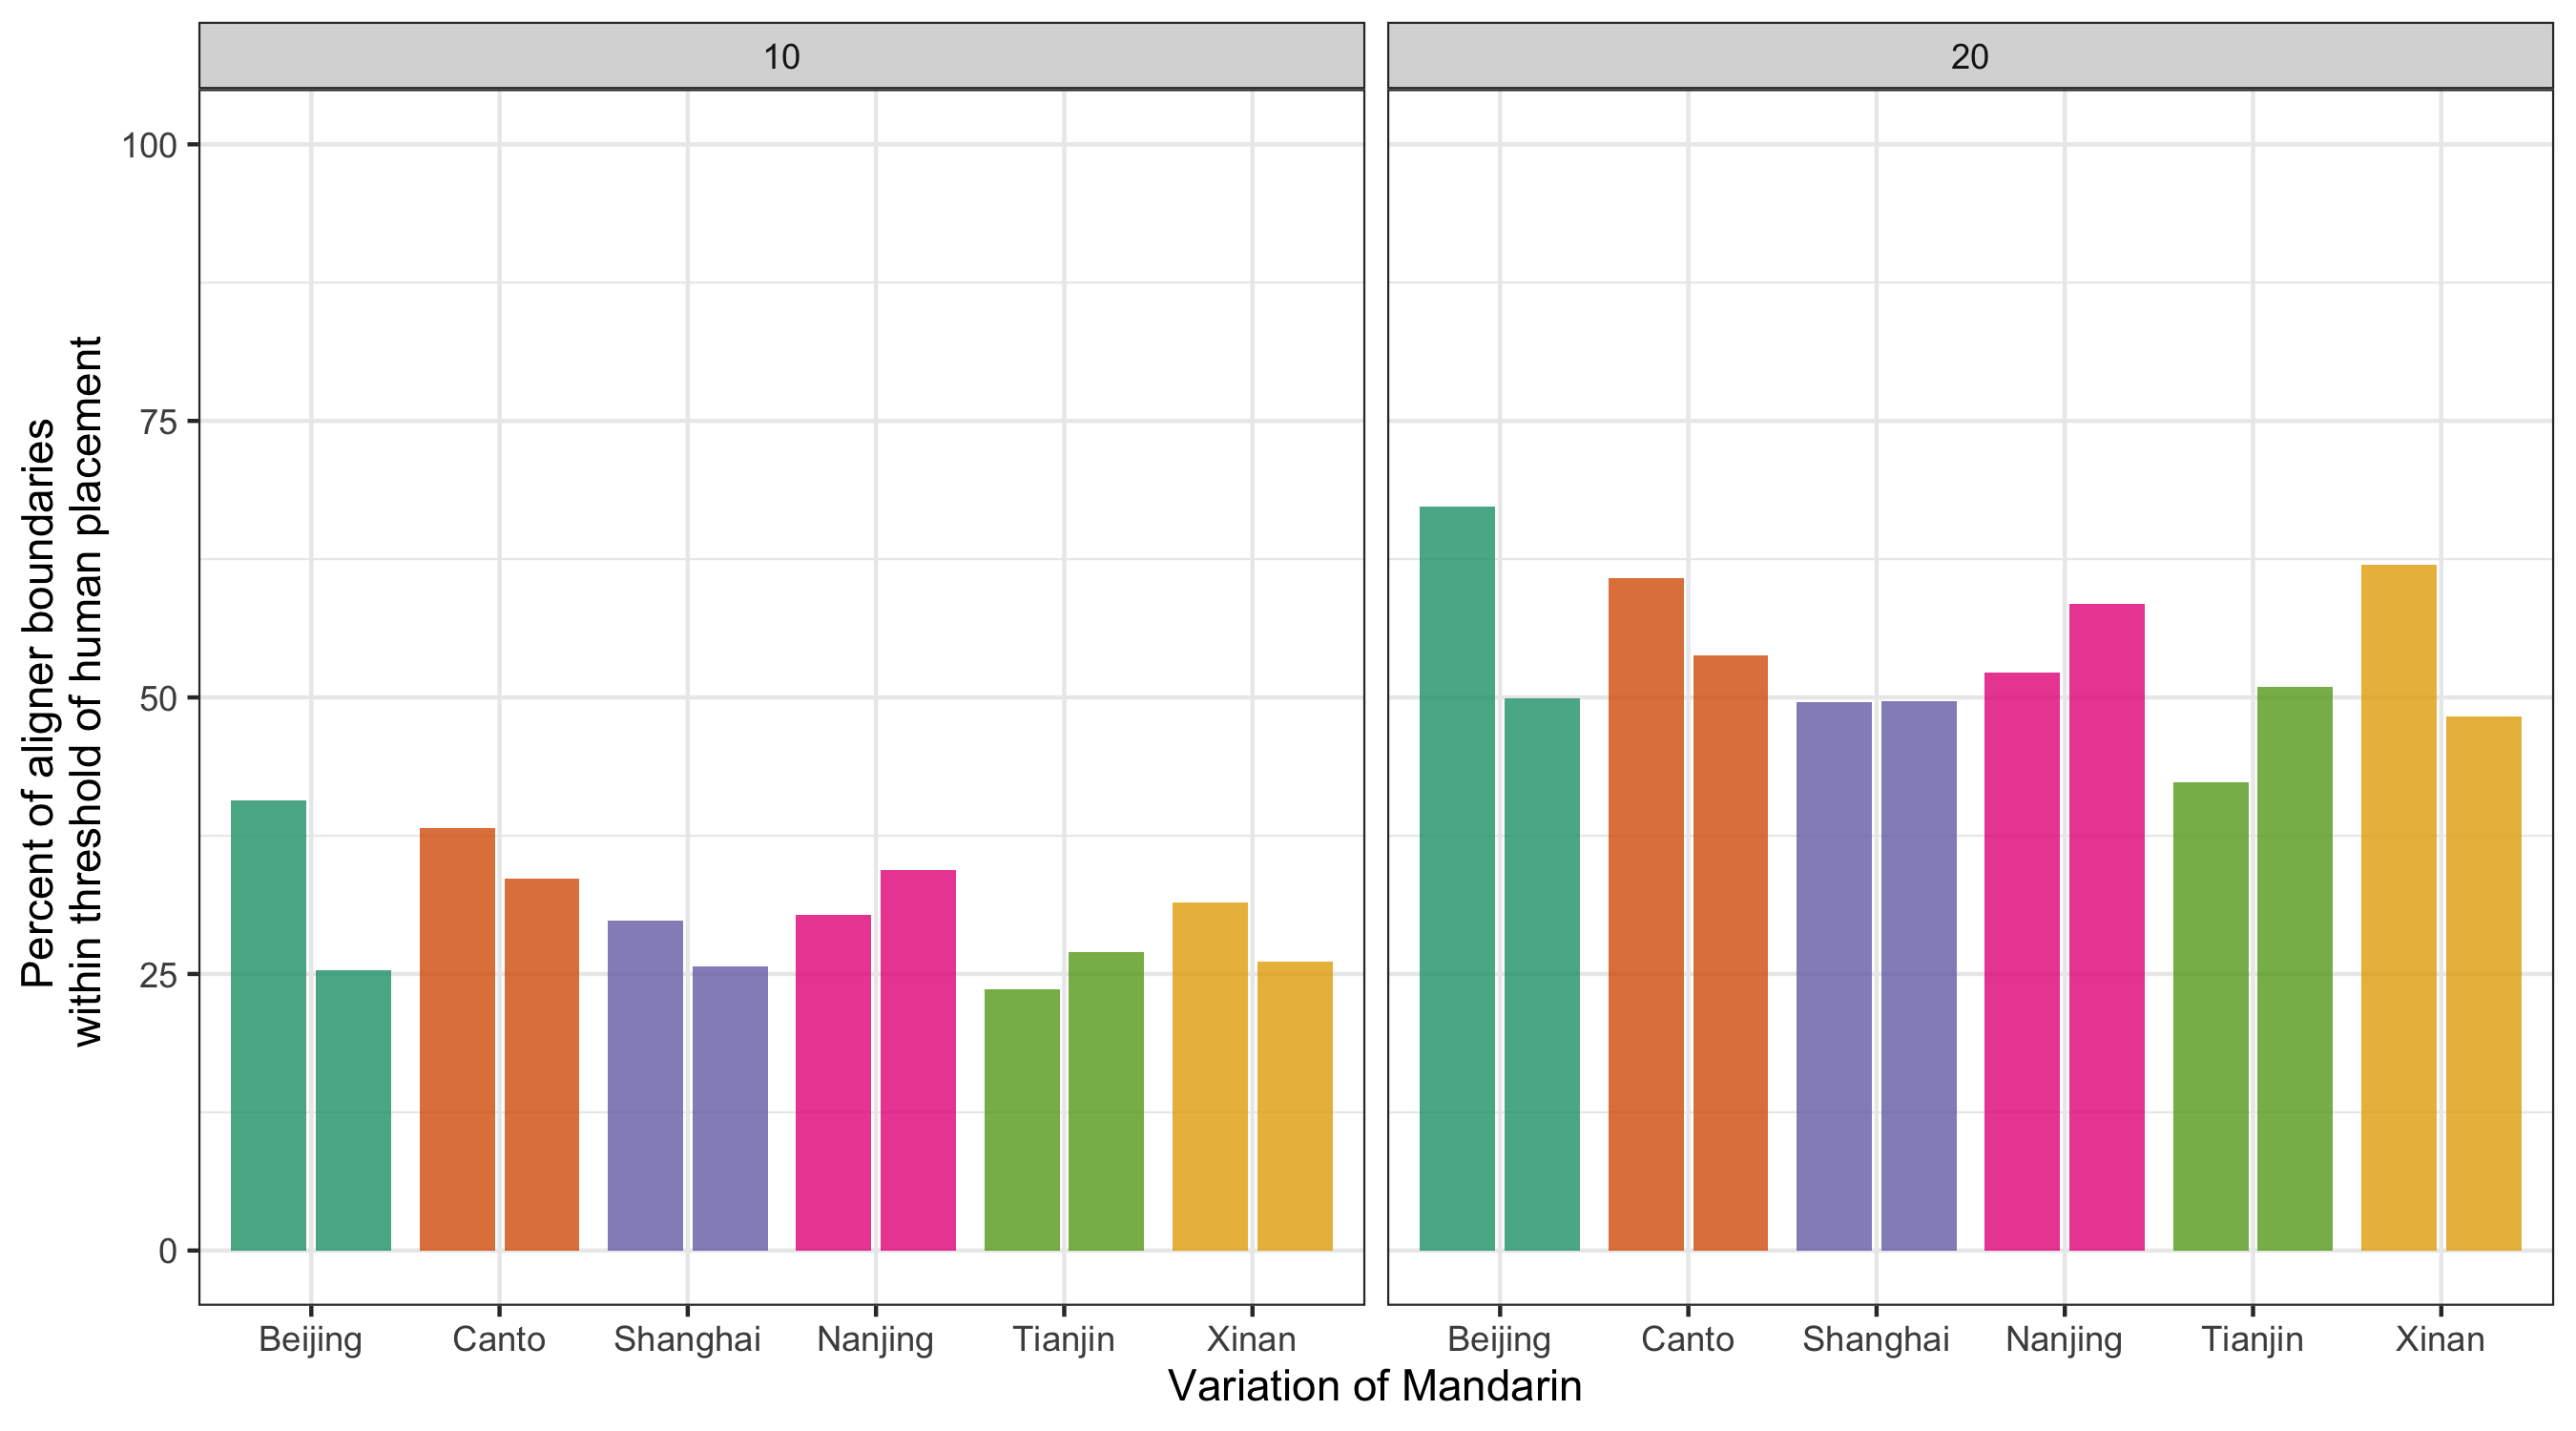 10
20
Percent of aligner boundaries
within threshold of human placement
100
75
50
25
0
Beijing Canto Shanghai Nanjing Tianjin Xinan
Beijing Canto Shanghai Nanjing Tianjin Xinan
Variation of Mandarin